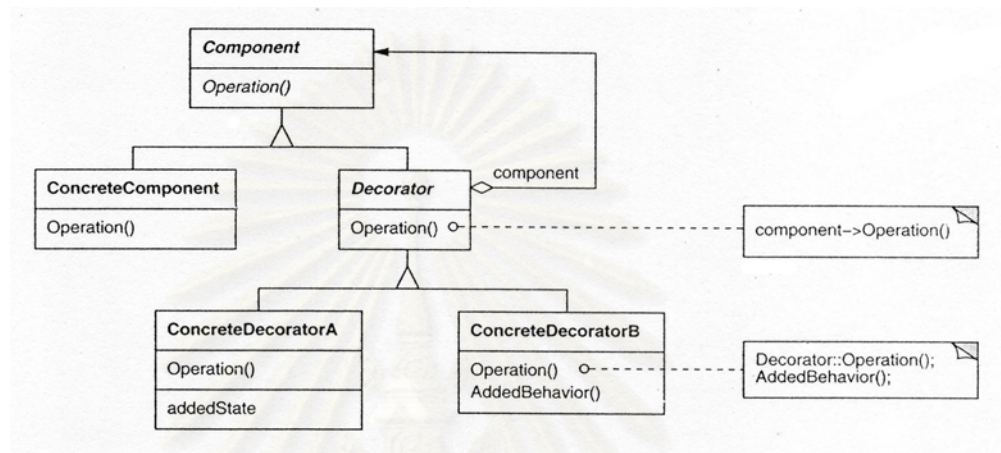 Component
Operation()
ConcreteComponent
Operation()
Decorator
Operation()
component
component–>Operation()
ConcreteDecoratorA
Operation()
addedState
ConcreteDecoratorB
Operation()
AddedBehavior()
Decorator::Operation();
AddedBehavior();